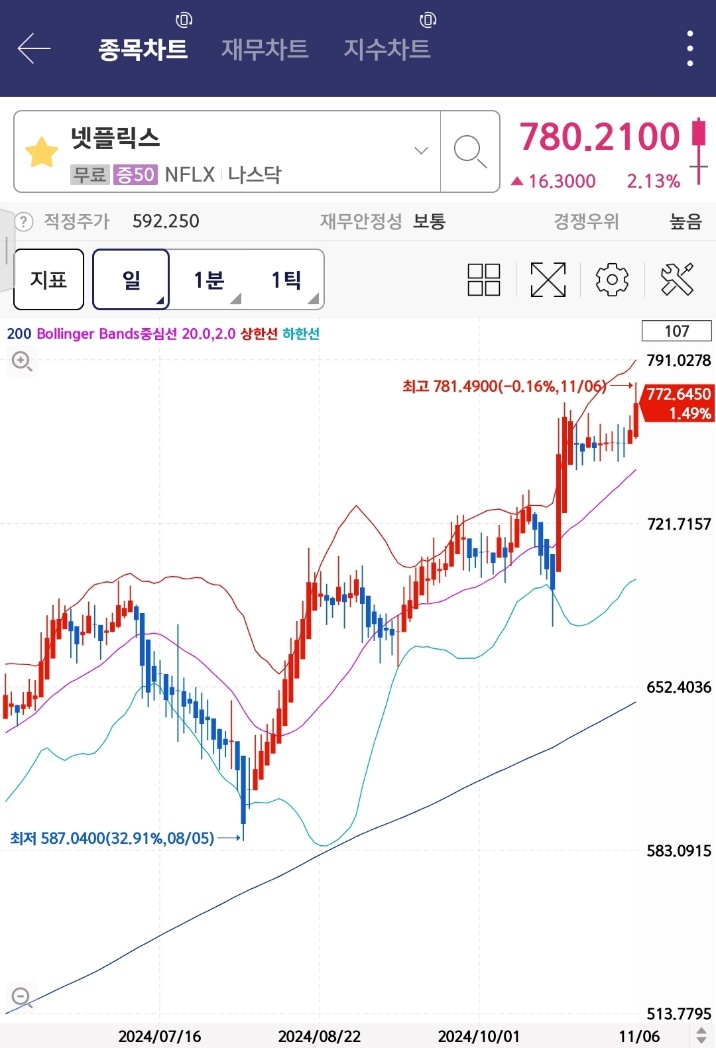 종목차트 재무차트 지수차트
넷플릭스
무료 증50 NFLX 나스닥
780.2100
▲ 16.3000 2.13%
? 적정주가 592.250 재무안정성 보통 경쟁우위 높음
지표 일 1분 1틱
200 Bollinger Bands중심선 20.0,2.0 상한선 하한선
107
791.0278
최고 781.4900(-0.16%,11/06)
772.6450
1.49%
721.7157
652.4036
최저 587.0400(32.91%,08/05)
583.0915
513.7795
2024/07/16 2024/08/22 2024/10/01 11/06